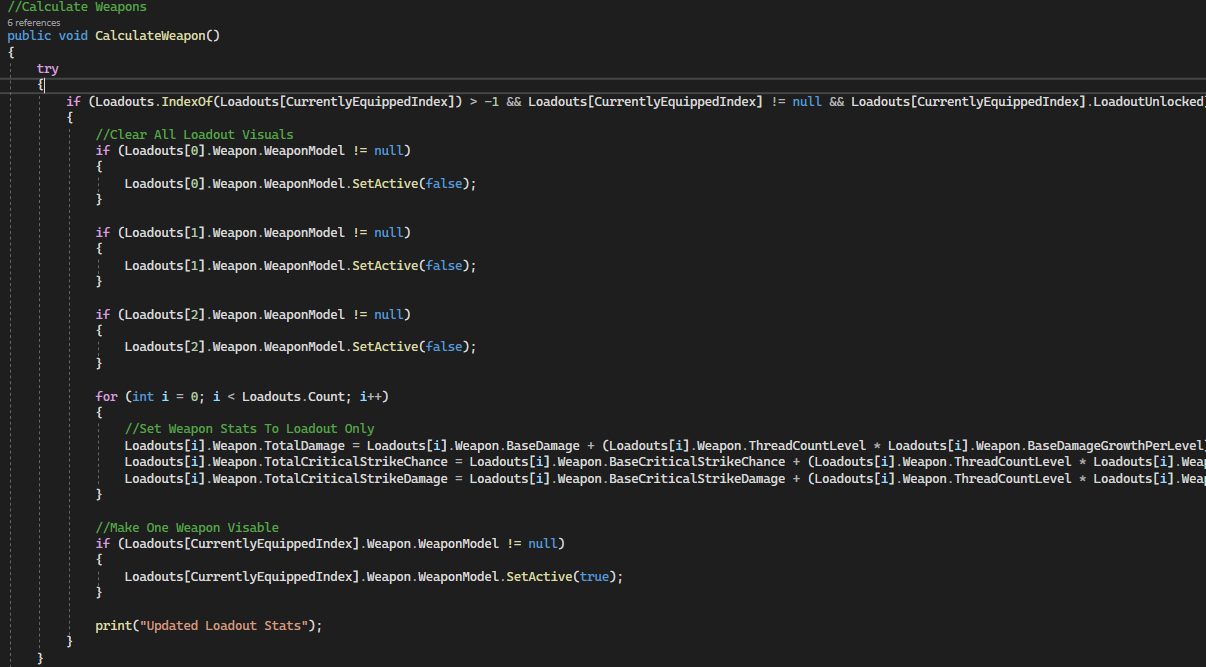 //Calculate Weapons
6 references
public void CalculateWeapon()
{
try
{
if (Loadouts.IndexOf(Loadouts[CurrentlyEquippedIndex]) > -1 && Loadouts[CurrentlyEquippedIndex] != null && Loadouts[CurrentlyEquippedIndex].LoadoutUnlocked)
{
//Clear All Loadout Visuals
if (Loadouts[0].Weapon.WeaponModel != null)
{
Loadouts[0].Weapon.WeaponModel.SetActive(false);
}
if (Loadouts[1].Weapon.WeaponModel != null)
{
Loadouts[1].Weapon.WeaponModel.SetActive(false);
}
if (Loadouts[2].Weapon.WeaponModel != null)
{
Loadouts[2].Weapon.WeaponModel.SetActive(false);
}
for (int i = 0; i < Loadouts.Count; i++)
{
//Set Weapon Stats To Loadout Only
Loadouts[i].Weapon.TotalDamage = Loadouts[i].Weapon.BaseDamage + (Loadouts[i].Weapon.ThreadCountLevel * Loadouts[i].Weapon.BaseDamageGrowthPerLevel)
Loadouts[i].Weapon.TotalCriticalStrikeChance = Loadouts[i].Weapon.BaseCriticalStrikeChance + (Loadouts[i].Weapon.ThreadCountLevel * Loadouts[i].Weap
Loadouts[i].Weapon.TotalCriticalStrikeDamage = Loadouts[i].Weapon.BaseCriticalStrikeDamage + (Loadouts[i].Weapon.ThreadCountLevel * Loadouts[i].Weap
}
//Make One Weapon Visable
if (Loadouts[CurrentlyEquippedIndex].Weapon.WeaponModel != null)
{
Loadouts[CurrentlyEquippedIndex].Weapon.WeaponModel.SetActive(true);
}
print("Updated Loadout Stats");
}
}